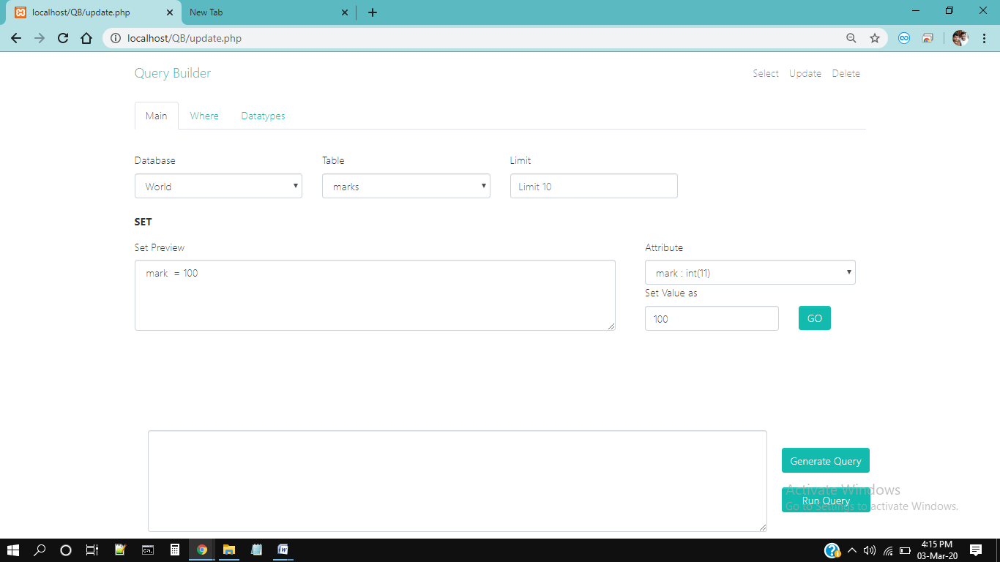 localhost/QB/update.php
New Tab
localhost/QB/update.php
Query Builder
Select Update Delete
Main Where Datatypes
Database Table Limit
World marks Limit 10
SET
Set Preview Attribute
mark = 100 mark : int(11)
Set Value as
100 GO
Generate Query
Activate Windows
Run Query
Go to Settings to activate Windows.
4:15 PM
03-Mar-20